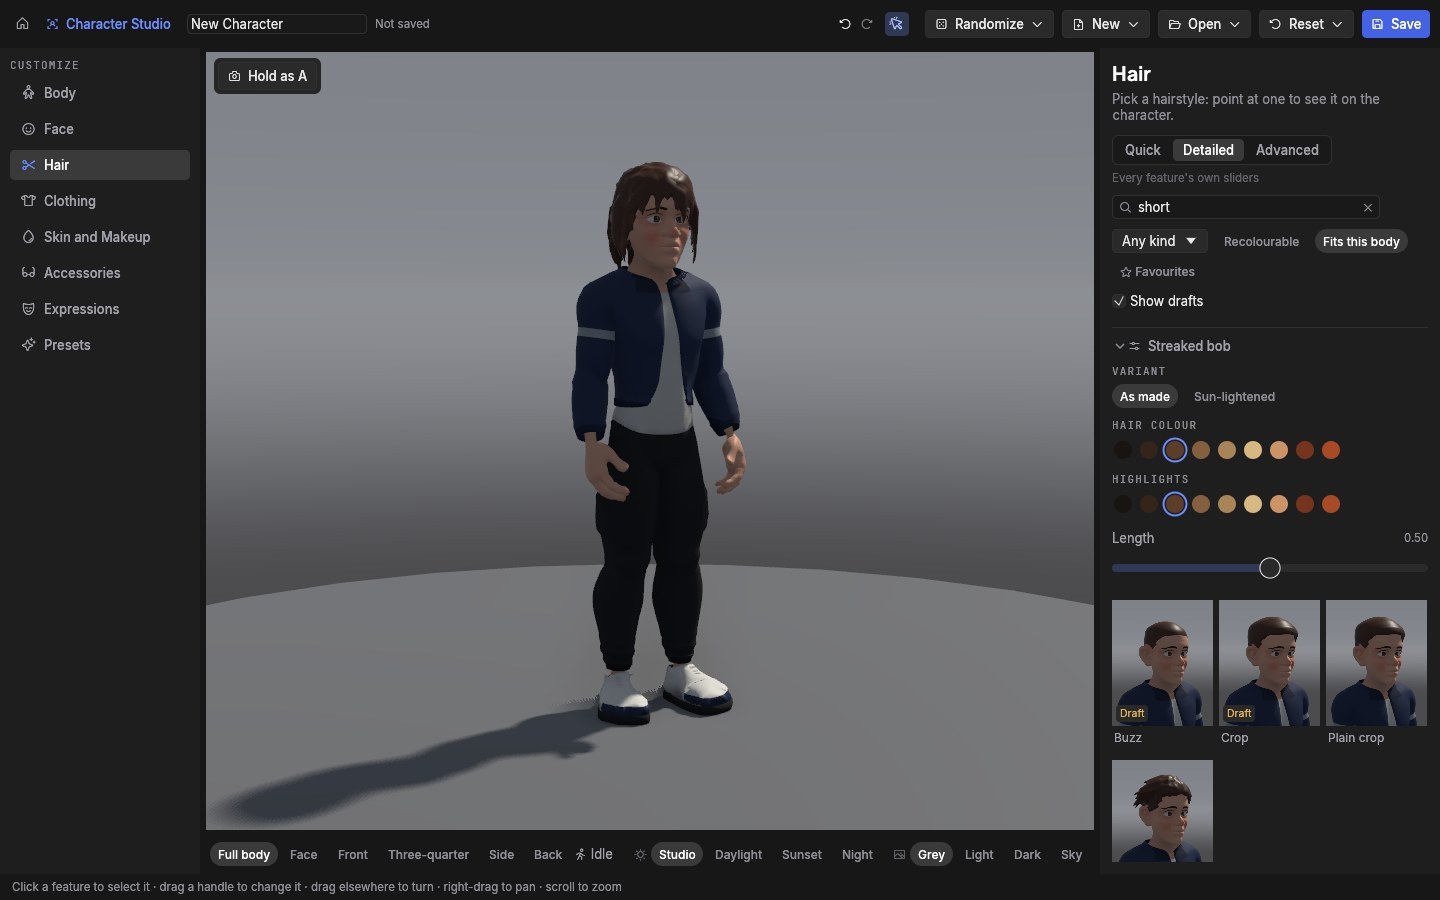 Character Studio
New Character
Not saved
Randomize
New
Open
Reset
Save
CUSTOMIZE
Body
Face
Hair
Clothing
Skin and Makeup
Accessories
Expressions
Presets
Hold as A
Full body
Face
Front
Three-quarter
Side
Back
Idle
Studio
Daylight
Sunset
Night
Grey
Light
Dark
Sky
Hair
Pick a hairstyle: point at one to see it on the
character.
Quick
Detailed
Advanced
Every feature's own sliders
short
Any kind
Recolourable
Fits this body
Favourites
Show drafts
Streaked bob
VARIANT
As made
Sun-lightened
HAIR COLOUR
HIGHLIGHTS
Length
0.50
Draft
Draft
Buzz
Crop
Plain crop
Click a feature to select it · drag a handle to change it · drag elsewhere to turn · right-drag to pan · scroll to zoom